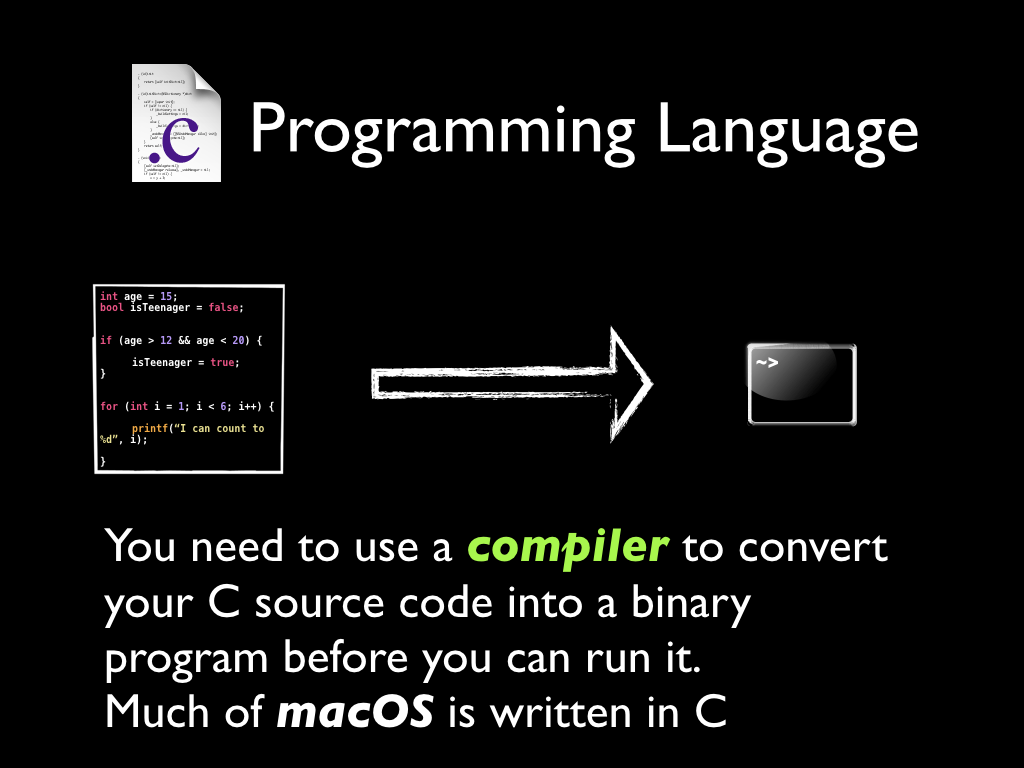 .C Programming Language
int age = 15;
bool isTeenager = false;
if (age > 12 && age < 20) {
isTeenager = true;
}
for (int i = 1; i < 6; i++) {
printf(“I can count to
%d”, i);
}
~>
You need to use a compiler to convert
your C source code into a binary
program before you can run it.
Much of macOS is written in C